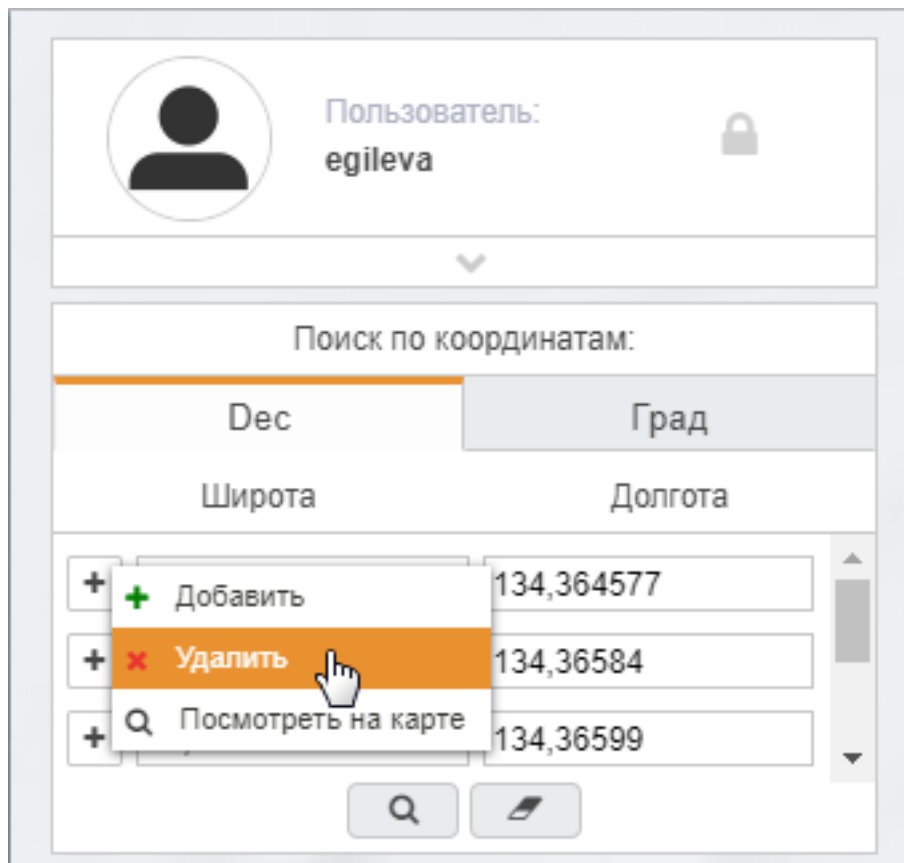 Пользователь:
egileva
Поиск по координатам:
Dec Град
Широта Долгота
134,364577
Добавить
Удалить
134,36584
Посмотреть на карте
134,36599